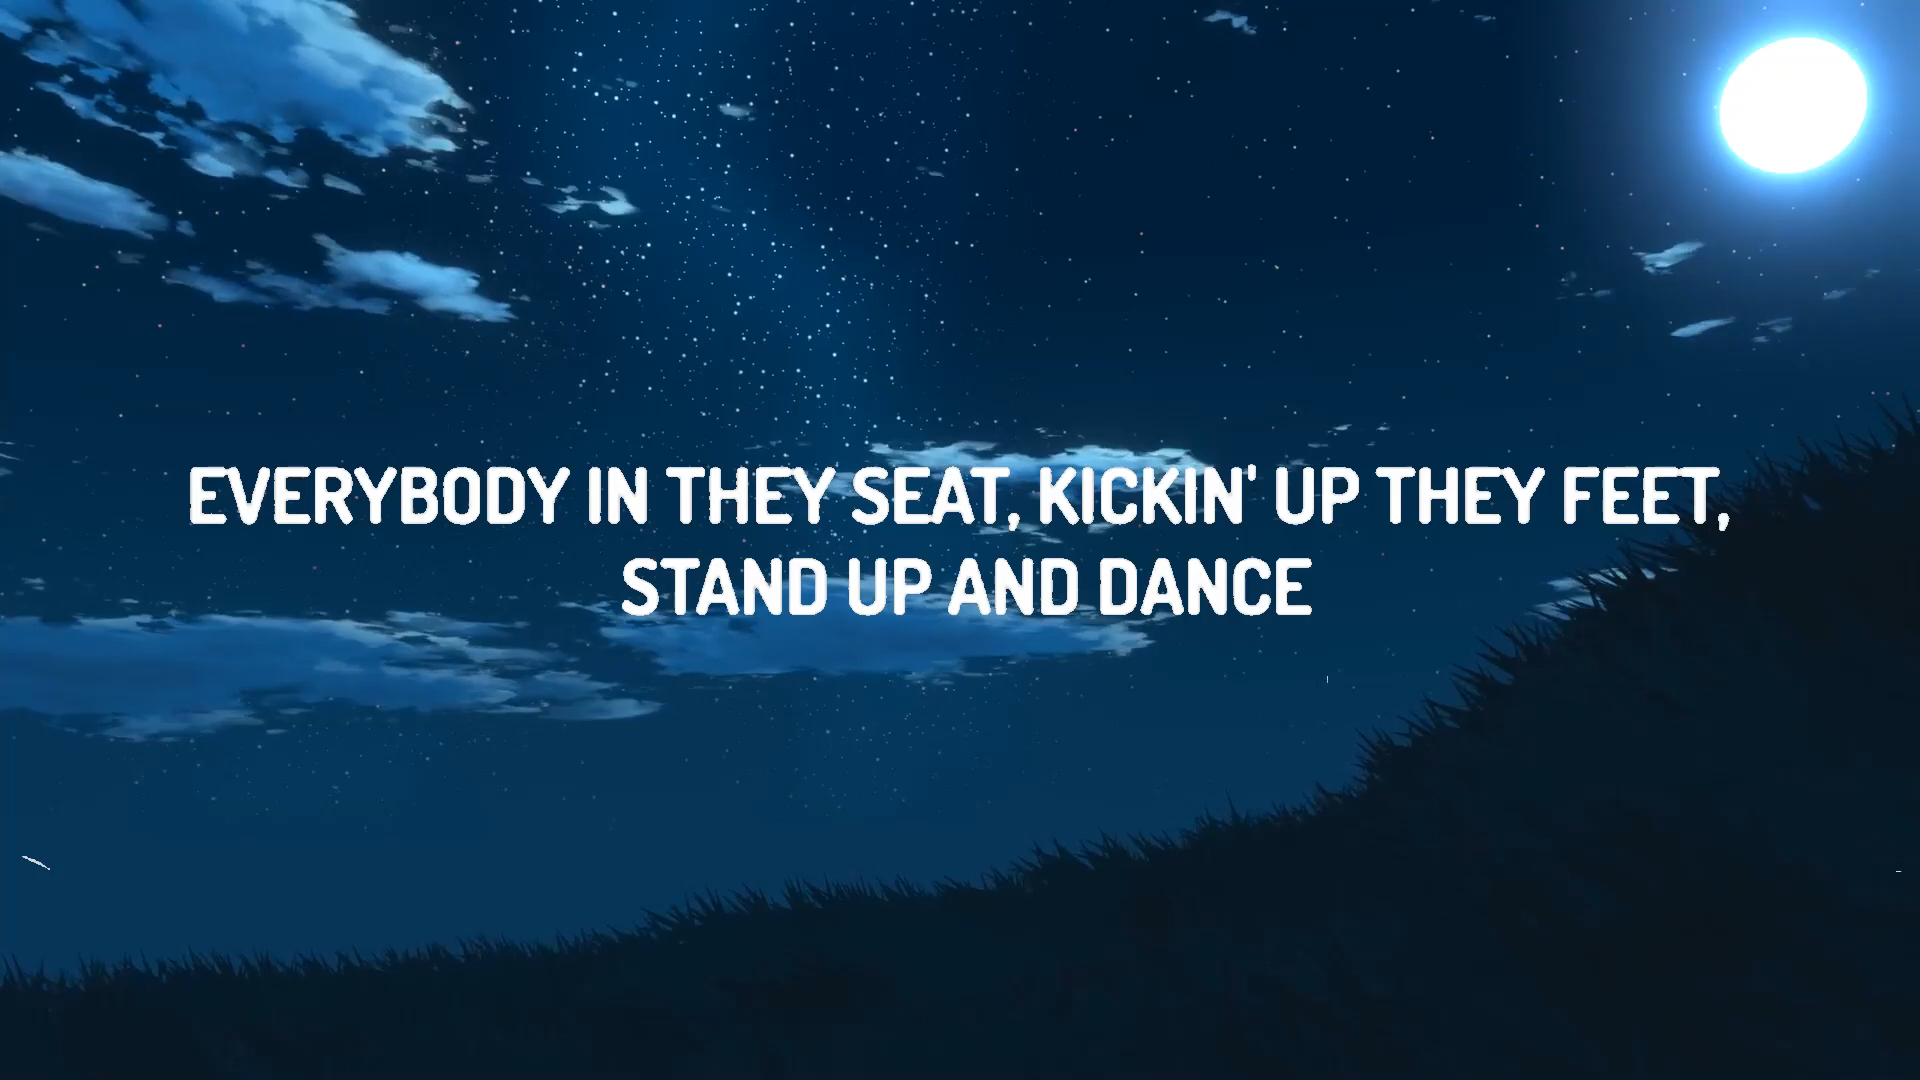 EVERYBODY IN THEY SEAT, KICKIN' UP THEY FEET,
STAND UP AND DANCE